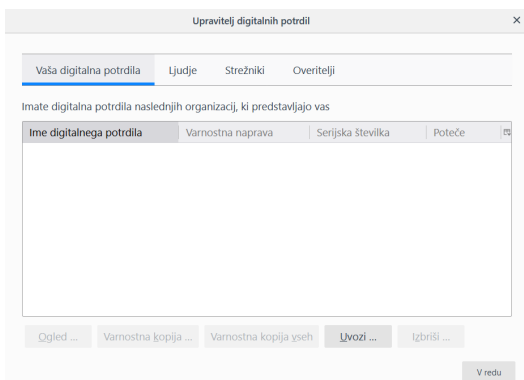 Upravitelj digitalnih potrdil
Vaša digitalna potrdila Ljudje Strežniki Overitelji
Imate digitalna potrdila naslednjih organizacij, ki predstavljajo vas
Ime digitalnega potrdila Varnostna naprava Serijska številka Poteče
Ogled ... Varnostna kopija ... Varnostna kopija vseh Uvozi ... Izbriši ...
V redu